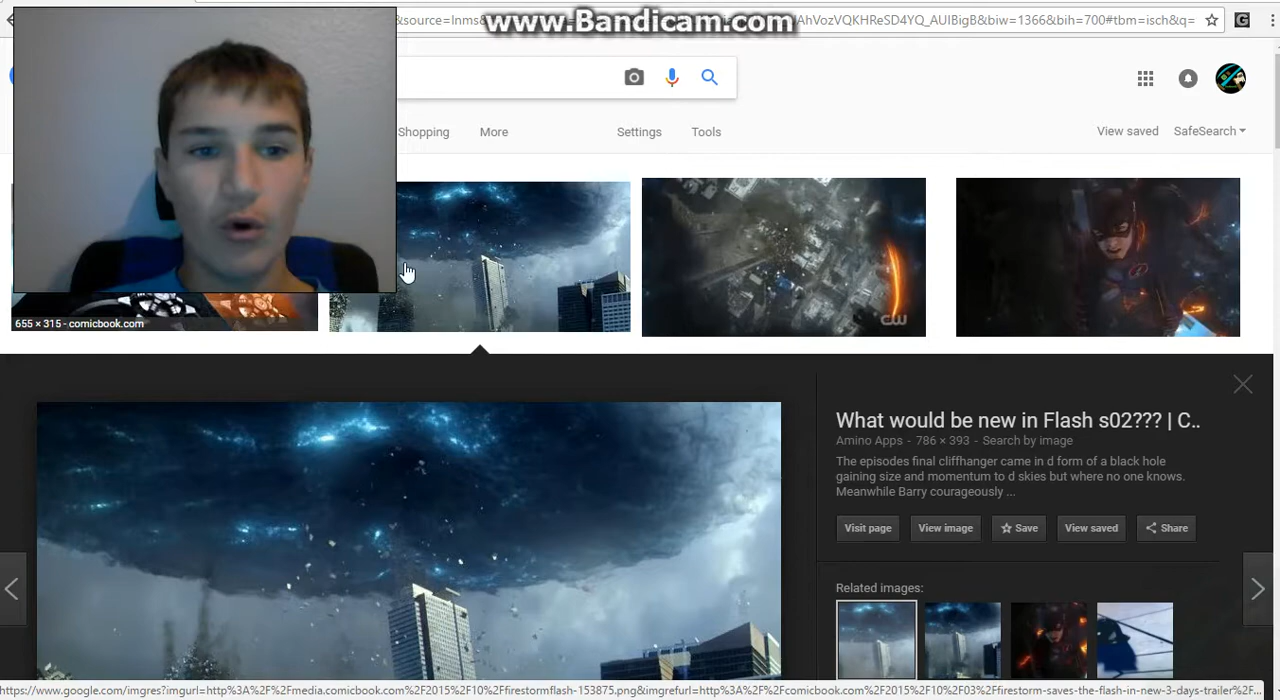 &source=lnms&
www.Bandicam.com
AhVozVQKHReSD4YQ_AUIBigB&biw=1366&bih=700#tbm=isch&q=
G
Shopping
More
Settings
Tools
View saved
SafeSearch
655 × 315 - comicbook.com
CW
What would be new in Flash s02??? | C..
Amino Apps - 786 × 393 - Search by image
The episodes final cliffhanger came in d form of a black hole
gaining size and momentum to d skies but where no one knows.
Meanwhile Barry courageously ...
Visit page
View image
Save
View saved
Share
Related images:
https://www.google.com/imgres?imgurl=http%3A%2F%2Fmedia.comicbook.com%2F2015%2F10%2Ffirestormflash-153875.png&imgrefurl=http%3A%2F%2Fcomicbook.com%2F2015%2F10%2F03%2Ffirestorm-saves-the-flash-in-new-3-days-trailer%2F...